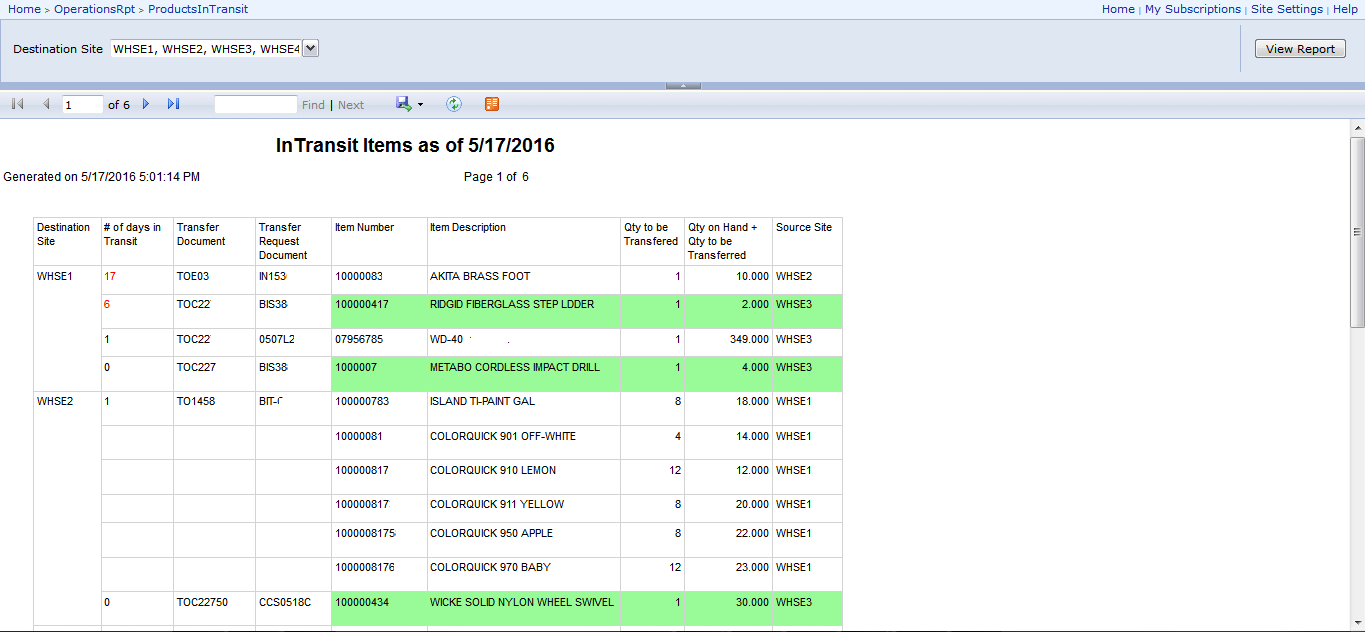 Home > OperationsRpt > ProductsInTransit
Home | My Subscriptions | Site Settings | Help
Destination Site WHSE1, WHSE2, WHSE3, WHSE4
View Report
1 of 6 Find | Next
InTransit Items as of 5/17/2016
Generated on 5/17/2016 5:01:14 PM Page 1 of 6
Destination Site # of days in Transit Transfer Document Transfer Request Document Item Number Item Description Qty to be Transfered Qty on Hand + Qty to be Transferred Source Site
WHSE1 17 TOE03 IN153 10000083 AKITA BRASS FOOT 1 10.000 WHSE2
6 TOC22 BIS38 100000417 RIDGID FIBERGLASS STEP LDDER 1 2.000 WHSE3
1 TOC22 0507L2 07956785 WD-40 1 349.000 WHSE3
0 TOC227 BIS38 1000007 METABO CORDLESS IMPACT DRILL 1 4.000 WHSE3
WHSE2 1 TO1458 100000783 ISLAND TI-PAINT GAL 8 18.000 WHSE1
10000081 COLORQUICK 901 OFF-WHITE 4 14.000 WHSE1
100000817 COLORQUICK 910 LEMON 12 12.000 WHSE1
100000817 COLORQUICK 911 YELLOW 8 20.000 WHSE1
1000008175 COLORQUICK 950 APPLE 8 22.000 WHSE1
1000008176 COLORQUICK 970 BABY 12 23.000 WHSE1
0 TOC22750 CCS0518C 100000434 WICKE SOLID NYLON WHEEL SWIVEL 1 30.000 WHSE3